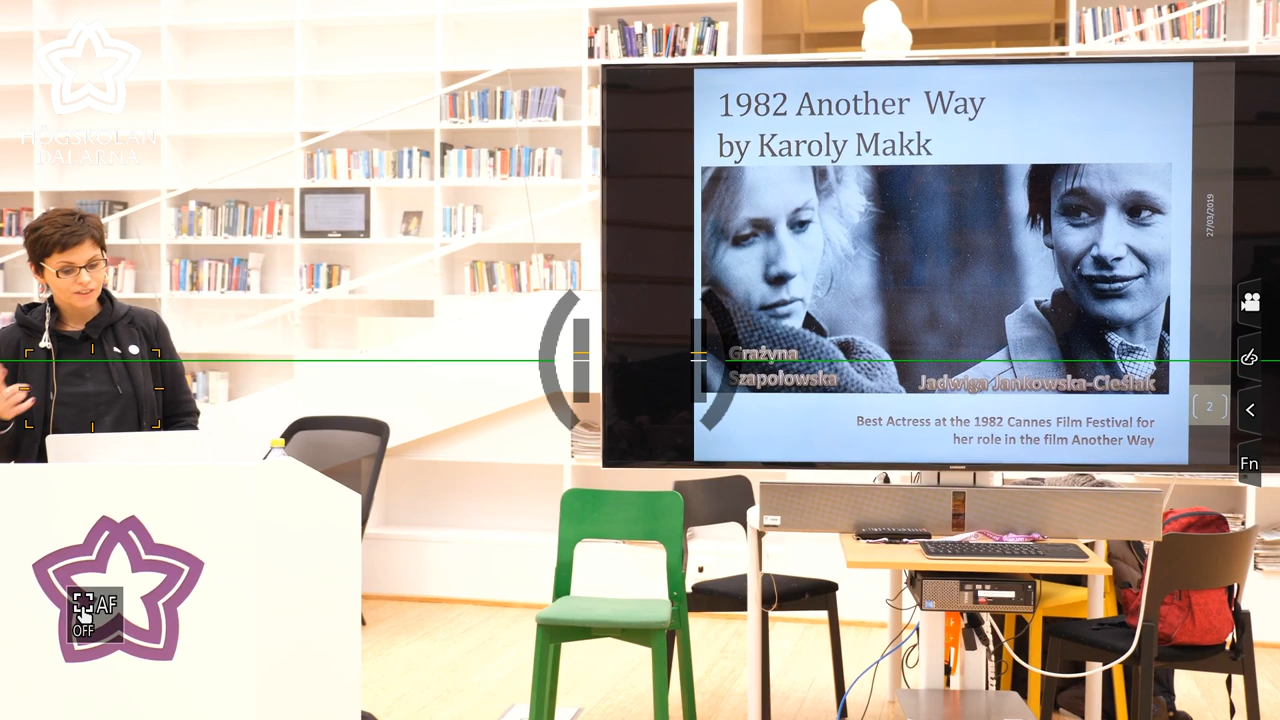 HÖGSKOLAN
DALARNA
1982 Another Way
by Karoly Makk
27/03/2019
Grażyna
Szapołowska
Jadwiga Jankowska-Cieślak
2
Best Actress at the 1982 Cannes Film Festival for
her role in the film Another Way
SAMSUNG
Fn
AF
OFF